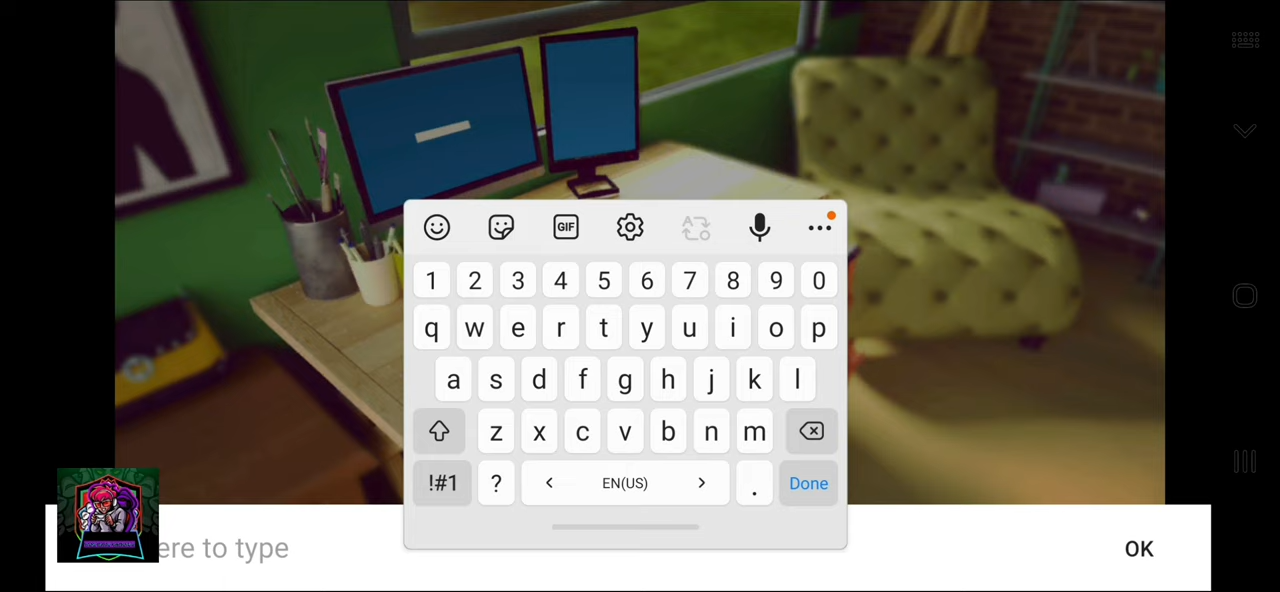 GIF
1 2 3 4 5 6 7 8 9 0
q w e r t y u i o p
a s d f g h j k l
z x c v b n m
!#1 ? < EN(US) > . Done
ere to type OK